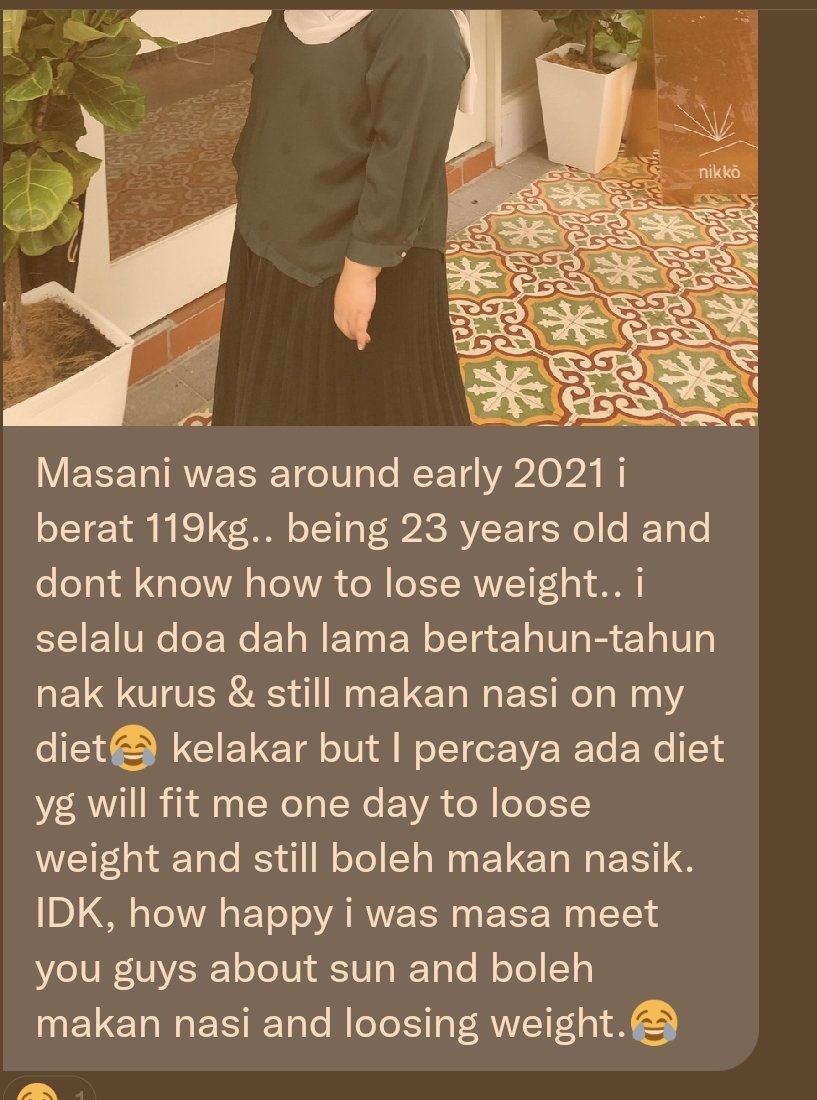 nikkō
Masani was around early 2021 i
berat 119kg.. being 23 years old and
dont know how to lose weight.. i
selalu doa dah lama bertahun-tahun
nak kurus & still makan nasi on my
diet😂 kelakar but I percaya ada diet
yg will fit me one day to loose
weight and still boleh makan nasik.
IDK, how happy i was masa meet
you guys about sun and boleh
makan nasi and loosing weight.😂
😂 1